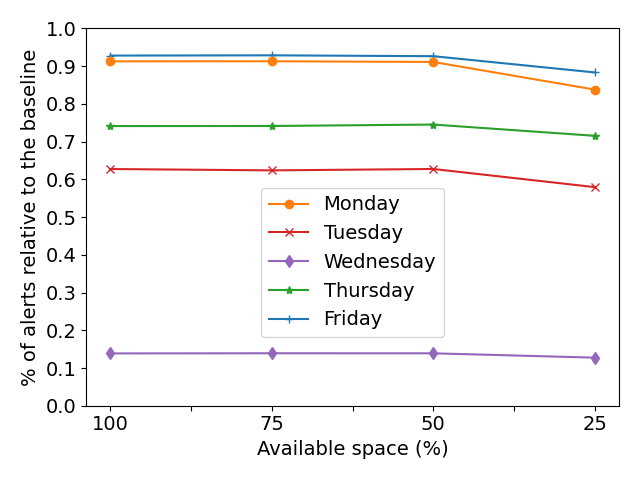 % of alerts relative to the baseline
1.0
0.9
0.8
0.7
0.6
0.5
0.4
0.3
0.2
0.1
0.0
Monday
Tuesday
Wednesday
Thursday
Friday
100 75 50 25
Available space (%)